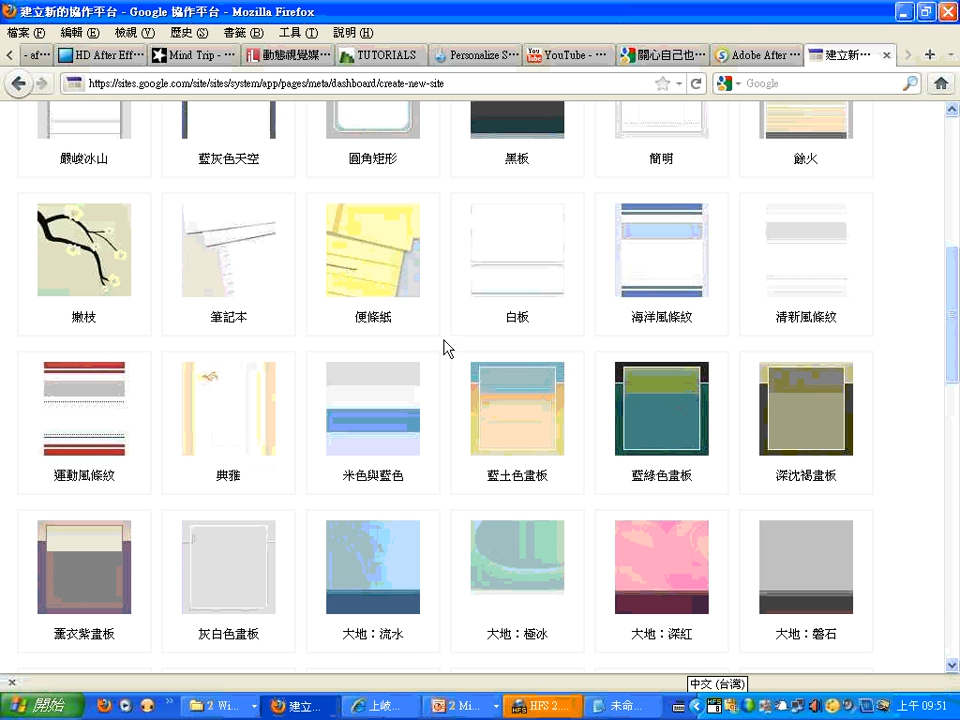 建立新的協作平台 - Google 協作平台 - Mozilla Firefox
檔案(F) 編輯(E) 檢視(V) 歷史(S) 書籤(B) 工具(T) 說明(H)
- af… HD After Eff… Mind Trip - … 動態視覺媒… TUTORIALS Personalize S… YouTube - … 關心自己也… Adobe After … 建立新…
https://sites.google.com/site/sites/system/app/pages/meta/dashboard/create-new-site Google
嚴峻冰山 藍灰色天空 圓角矩形 黑板 簡明 餘火
嫩枝 筆記本 便條紙 白板 海洋風條紋 清新風條紋
運動風條紋 典雅 米色與藍色 藍土色畫板 藍綠色畫板 深沈褐畫板
薰衣紫畫板 灰白色畫板 大地：流水 大地：極冰 大地：深紅 大地：磐石
中文 (台灣)
開始 2 Wi… 建立… 上岐… 2 Mi… HFS 2… 未命… 上午 09:51